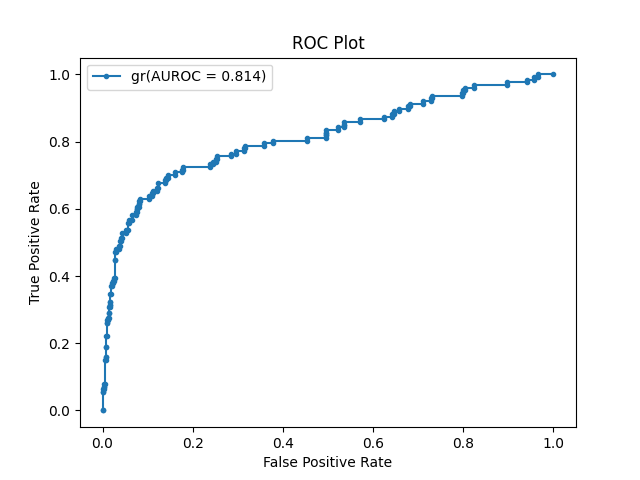 ROC Plot
gr(AUROC = 0.814)
True Positive Rate
1.0
0.8
0.6
0.4
0.2
0.0
0.0 0.2 0.4 0.6 0.8 1.0
False Positive Rate